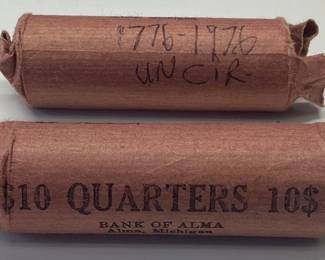 1776-1976
UNCIR-
$10 QUARTERS 10$
BANK OF ALMA
Alma, Michigan